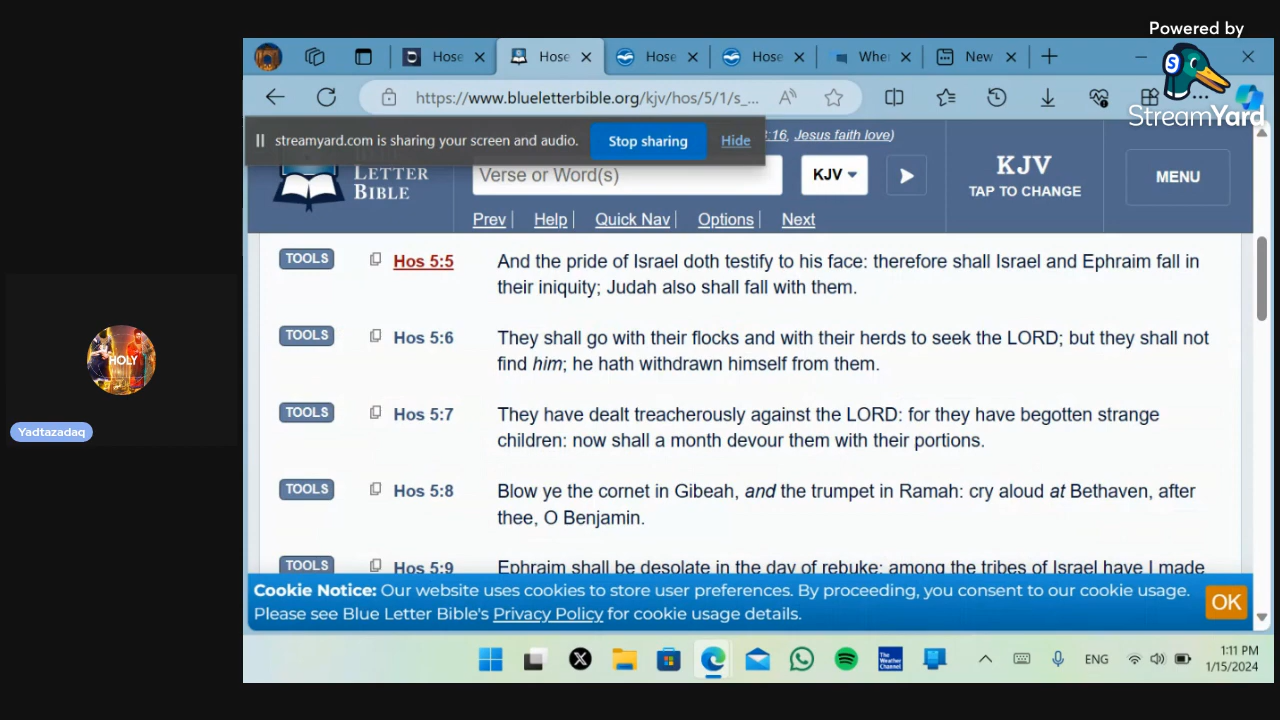 Powered by
StreamYard
Hose
Hose
Hose
Hose
Wher
New
https://www.blueletterbible.org/kjv/hos/5/1/s_...
streamyard.com is sharing your screen and audio.
Stop sharing
Hide
:16, Jesus faith love)
LETTER
BIBLE
Verse or Word(s)
KJV
KJV
TAP TO CHANGE
MENU
Prev | Help | Quick Nav | Options | Next
TOOLS Hos 5:5 And the pride of Israel doth testify to his face: therefore shall Israel and Ephraim fall in
their iniquity; Judah also shall fall with them.
TOOLS Hos 5:6 They shall go with their flocks and with their herds to seek the LORD; but they shall not
find him; he hath withdrawn himself from them.
TOOLS Hos 5:7 They have dealt treacherously against the LORD: for they have begotten strange
children: now shall a month devour them with their portions.
TOOLS Hos 5:8 Blow ye the cornet in Gibeah, and the trumpet in Ramah: cry aloud at Bethaven, after
thee, O Benjamin.
TOOLS Hos 5:9 Ephraim shall be desolate in the day of rebuke: among the tribes of Israel have I made
Cookie Notice: Our website uses cookies to store user preferences. By proceeding, you consent to our cookie usage.
Please see Blue Letter Bible's Privacy Policy for cookie usage details.
OK
HOLY
Yadtazadaq
The
Weather
Channel
ENG
1:11 PM
1/15/2024